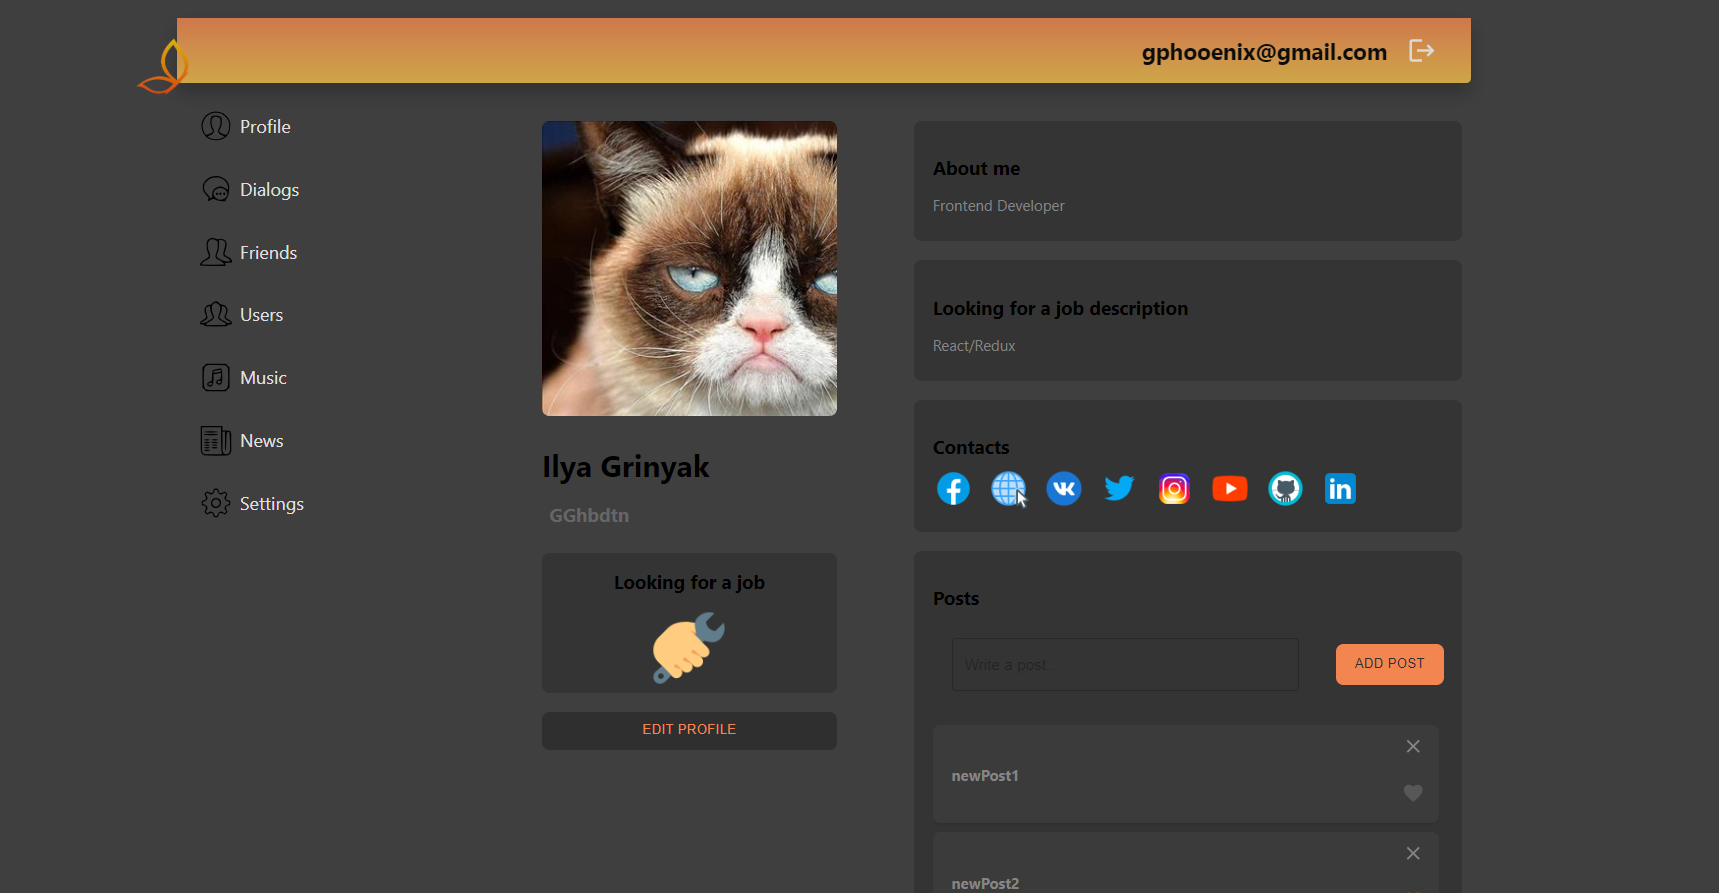 gphooenix@gmail.com
Profile
Dialogs
Friends
Users
Music
News
Settings
Ilya Grinyak
GGhbdtn
Looking for a job
EDIT PROFILE
About me
Frontend Developer
Looking for a job description
React/Redux
Contacts
Posts
Write a post...
ADD POST
newPost1
newPost2